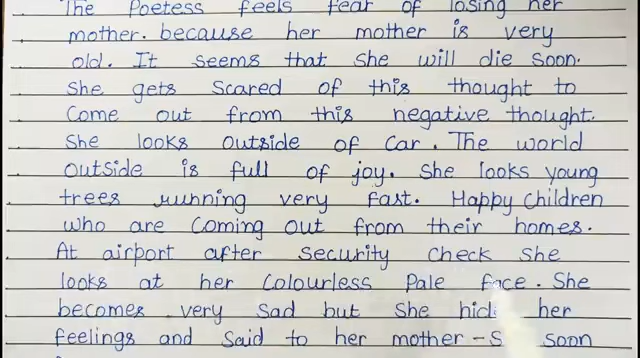 The Poetess feels fear of losing her
mother. because her mother is very
old. It seems that she will die soon.
She gets scared of this thought to
come out from this negative thought.
She looks outside of car. The world
outside is full of joy. She looks young
trees running very fast. Happy children
who are coming out from their homes.
At airport after security check she
looks at her colourless Pale face. She
becomes very sad but she hide her
feelings and said to her mother - S soon